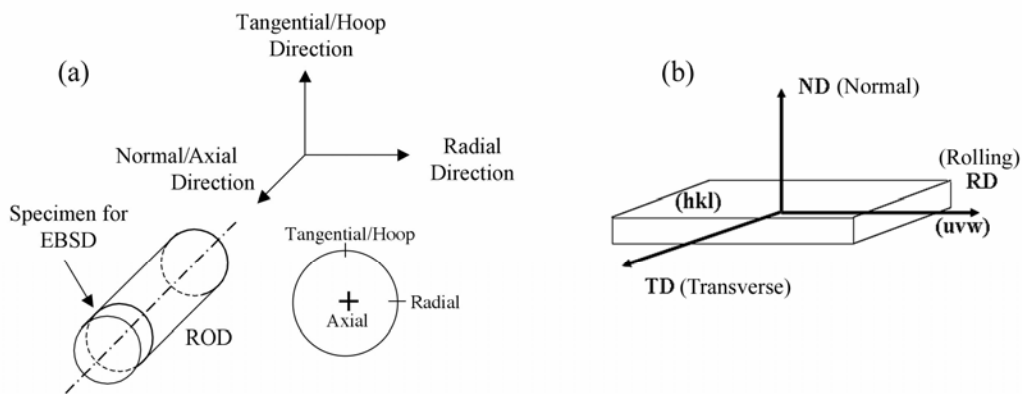 (a)
Tangential/Hoop
Direction
Normal/Axial
Direction
Radial
Direction
Specimen for
EBSD
ROD
Tangential/Hoop
Radial
Axial
(b)
ND (Normal)
(Rolling)
RD
(hkl)
(uvw)
TD (Transverse)